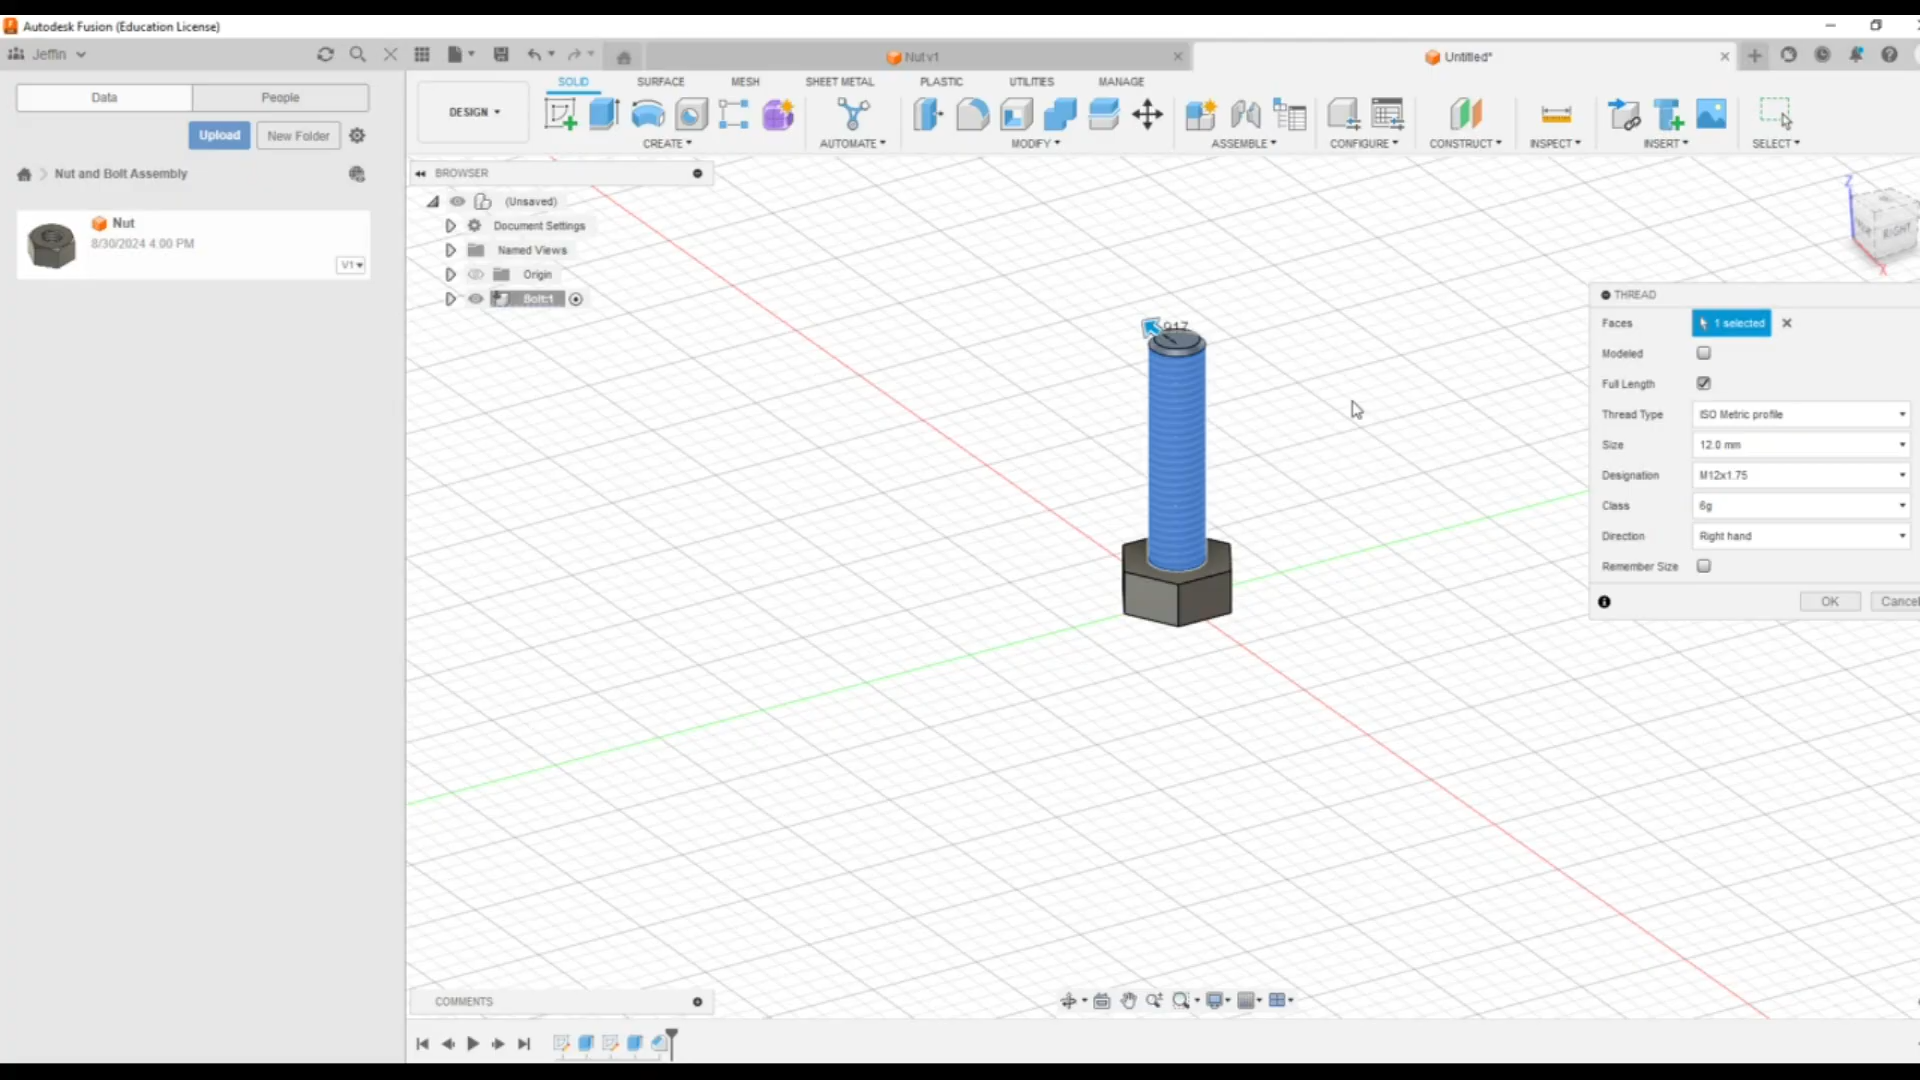 Autodesk Fusion (Education License)
Jeffin
Nut v1
Untitled*
Data
People
Upload
New Folder
Nut and Bolt Assembly
Nut
8/30/2024 4:00 PM
V1
DESIGN
SOLID
SURFACE
MESH
SHEET METAL
PLASTIC
UTILITIES
MANAGE
CREATE
AUTOMATE
MODIFY
ASSEMBLE
CONFIGURE
CONSTRUCT
INSPECT
INSERT
SELECT
BROWSER
(Unsaved)
Document Settings
Named Views
Origin
Bolt:1
Z
RIGHT
X
THREAD
Faces
1 selected
Modeled
Full Length
Thread Type
ISO Metric profile
Size
12.0 mm
Designation
M12x1.75
Class
6g
Direction
Right hand
Remember Size
OK
Cancel
COMMENTS